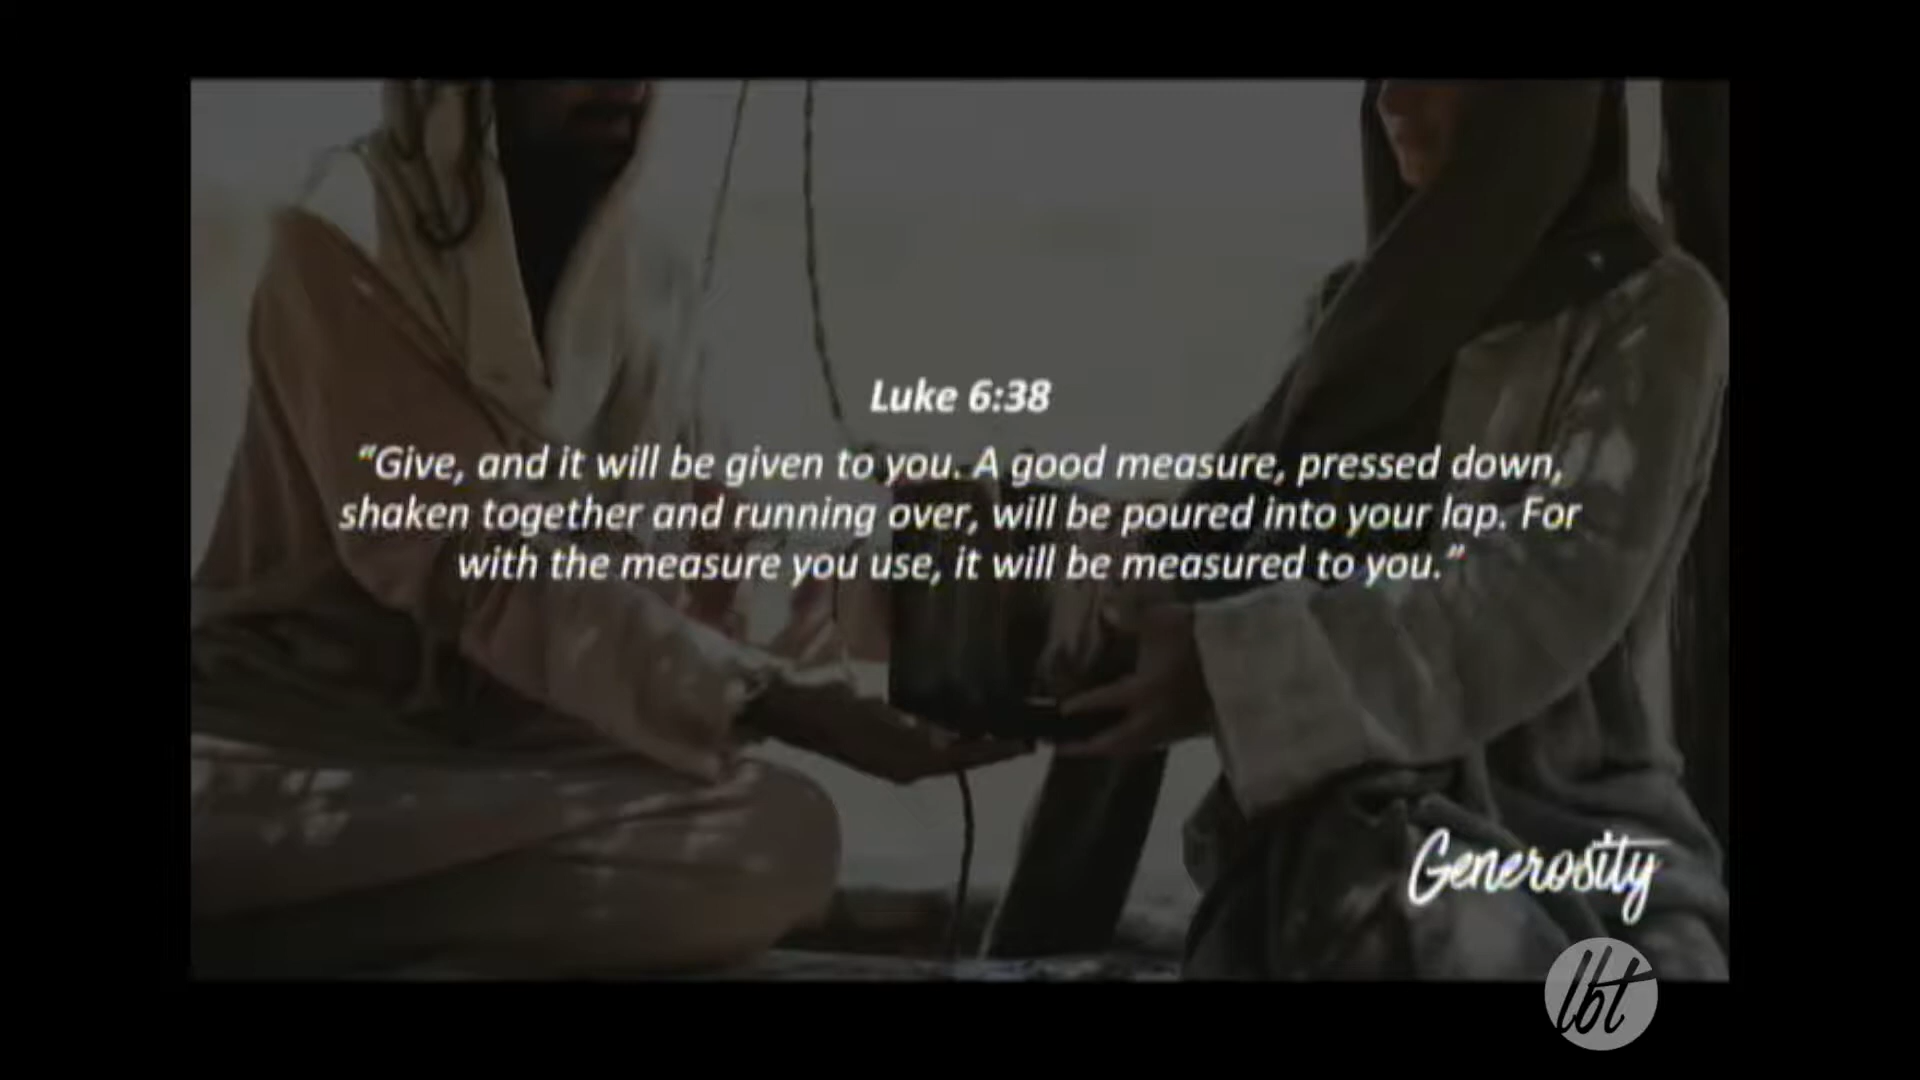 Luke 6:38
“Give, and it will be given to you. A good measure, pressed down,
shaken together and running over, will be poured into your lap. For
with the measure you use, it will be measured to you.”
Generosity
lbt